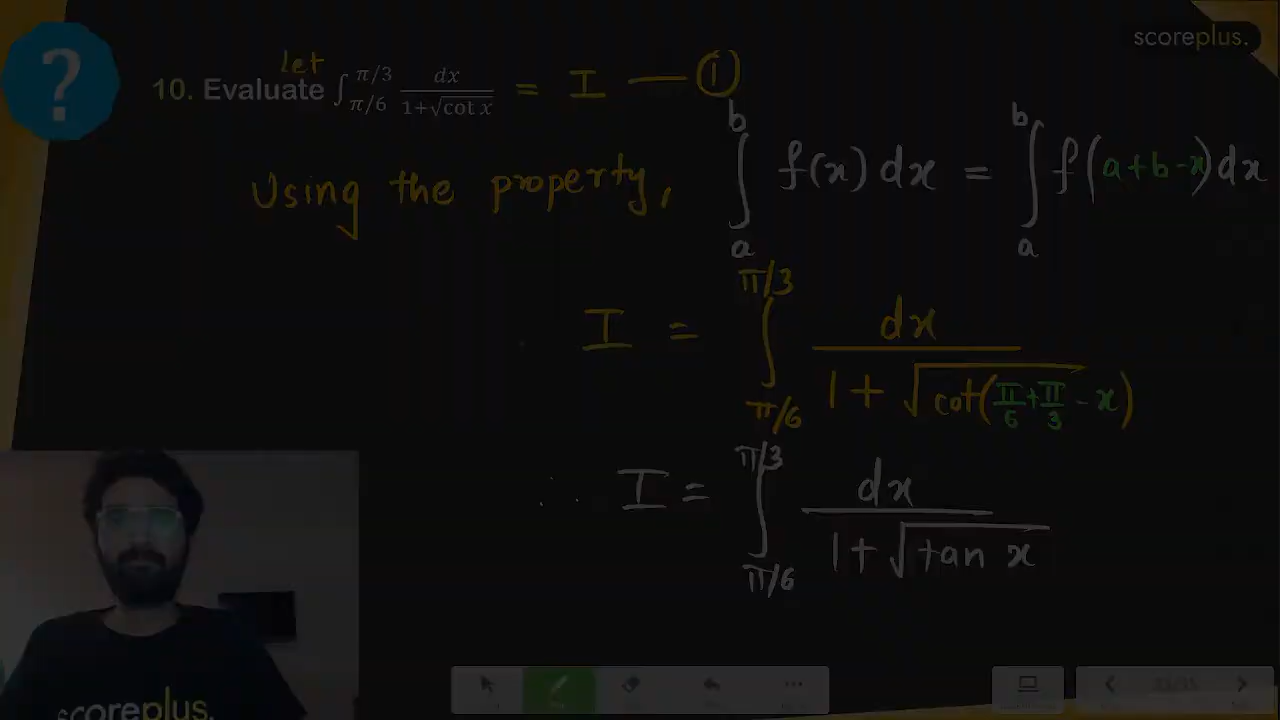 scoreplus.
let
10. Evaluate ∫_{π/6}^{π/3} dx/(1+√cot x) = I — ①
Using the property, ∫_a^b f(x) dx = ∫_a^b f(a+b-x) dx
I = ∫_{π/6}^{π/3} dx/(1+√cot(π/6+π/3-x))
∴ I = ∫_{π/6}^{π/3} dx/(1+√tan x)
scoreplus.